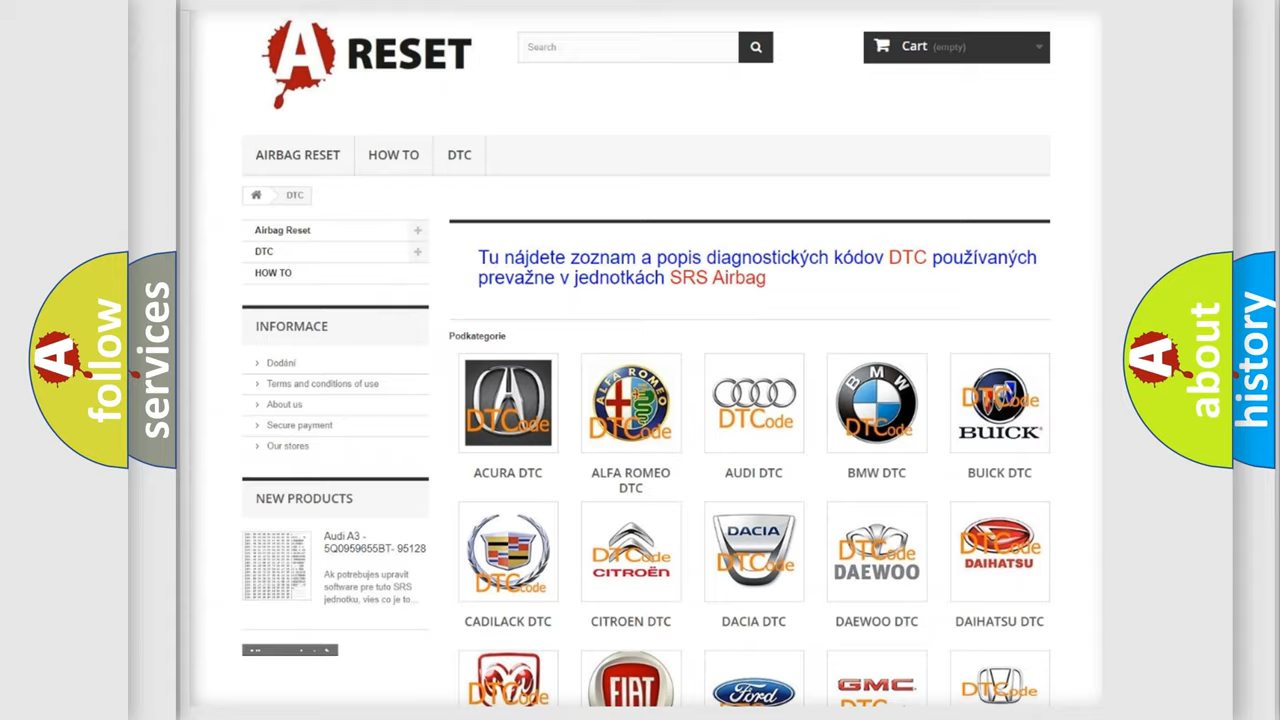 A RESET
Search
Cart (empty)
AIRBAG RESET
HOW TO
DTC
DTC
Airbag Reset
DTC
HOW TO
INFORMACE
Dodání
Terms and conditions of use
About us
Secure payment
Our stores
NEW PRODUCTS
Audi A3 -
5Q0959655BT- 95128
Ak potrebujes upravit
software pre tuto SRS
jednotku, vies co je to...
Tu nájdete zoznam a popis diagnostických kódov DTC používaných
prevažne v jednotkách SRS Airbag
Podkategorie
DTCode
ALFA ROMEO
DTCode
DTCode
BMW
DTCode
DTCode
BUICK
ACURA DTC
ALFA ROMEO
DTC
AUDI DTC
BMW DTC
BUICK DTC
DTCode
DTCode
CITROËN
DACIA
DTCode
DTCode
DAEWOO
DTCode
DAIHATSU
CADILACK DTC
CITROEN DTC
DACIA DTC
DAEWOO DTC
DAIHATSU DTC
DTCode
FIAT
Ford
GMC
DTCode
A follow
services
A about
history